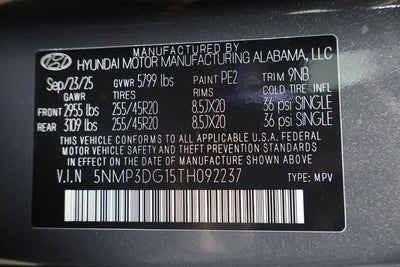 MANUFACTURED BY
HYUNDAI MOTOR MANUFACTURING ALABAMA, LLC
Sep/23/25 GVWR 5799 lbs PAINT PE2 TRIM 9NB
GAWR TIRES RIMS COLD TIRE INFL
FRONT 2955 lbs 255/45R20 8.5JX20 36 psi SINGLE
REAR 3109 lbs 255/45R20 8.5JX20 36 psi SINGLE
THIS VEHICLE CONFORMS TO ALL APPLICABLE U.S.A. FEDERAL
MOTOR VEHICLE SAFETY, BUMPER, AND THEFT PREVENTION
STANDARDS IN EFFECT ON THE DATE OF MANUFACTURE SHOWN ABOVE.
V.I.N 5NMP3DG15TH092237 TYPE: MPV